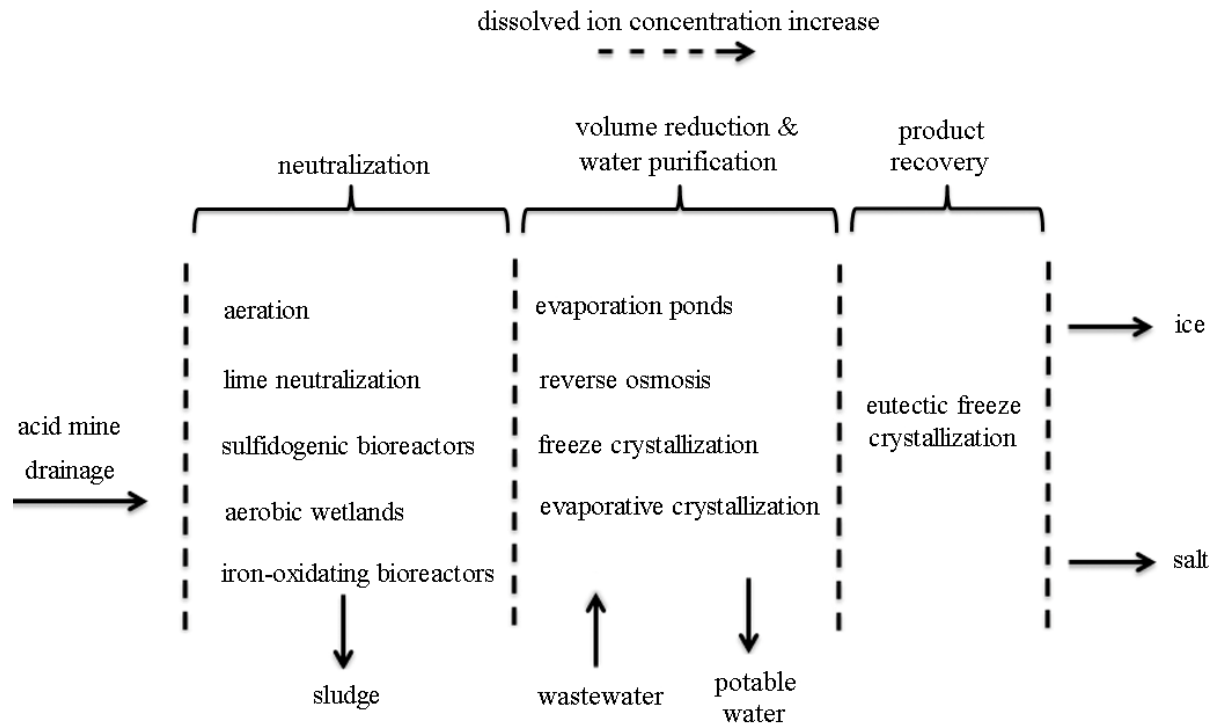 dissolved ion concentration increase
neutralization
volume reduction &
water purification
product
recovery
acid mine
drainage
aeration
lime neutralization
sulfidogenic bioreactors
aerobic wetlands
iron-oxidating bioreactors
sludge
evaporation ponds
reverse osmosis
freeze crystallization
evaporative crystallization
wastewater
potable
water
eutectic freeze
crystallization
ice
salt